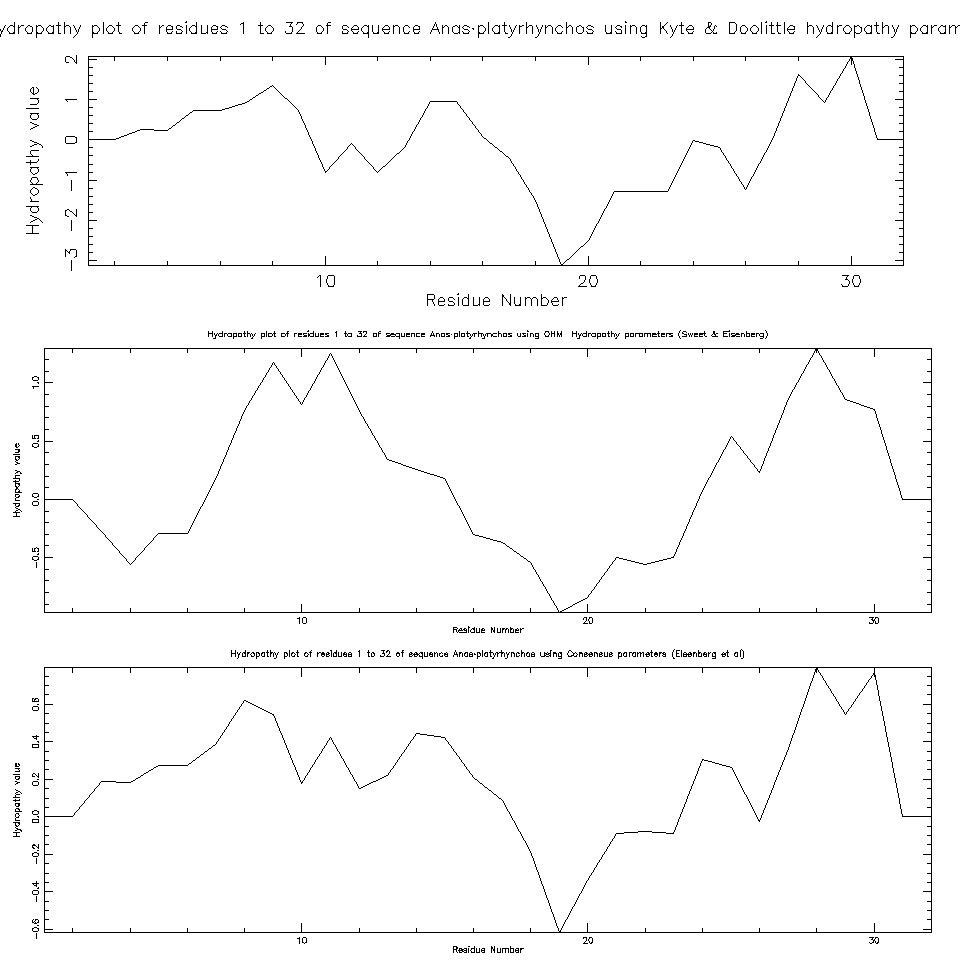 ydropathy plot of residues 1 to 32 of sequence Anas-platyrhynchos using Kyte & Doolittle hydropathy param
2
1
0
-1
-2
-3
Hydropathy value
10 20 30
Residue Number
Hydropathy plot of residues 1 to 32 of sequence Anas-platyrhynchos using OHM Hydropathy parameters (Sweet & Eisenberg)
1.0
0.5
0.0
-0.5
Hydropathy value
10 20 30
Residue Number
Hydropathy plot of residues 1 to 32 of sequence Anas-platyrhynchos using Consensus parameters (Eisenberg et al)
0.6
0.4
0.2
0.0
-0.2
-0.4
-0.6
Hydropathy value
10 20 30
Residue Number